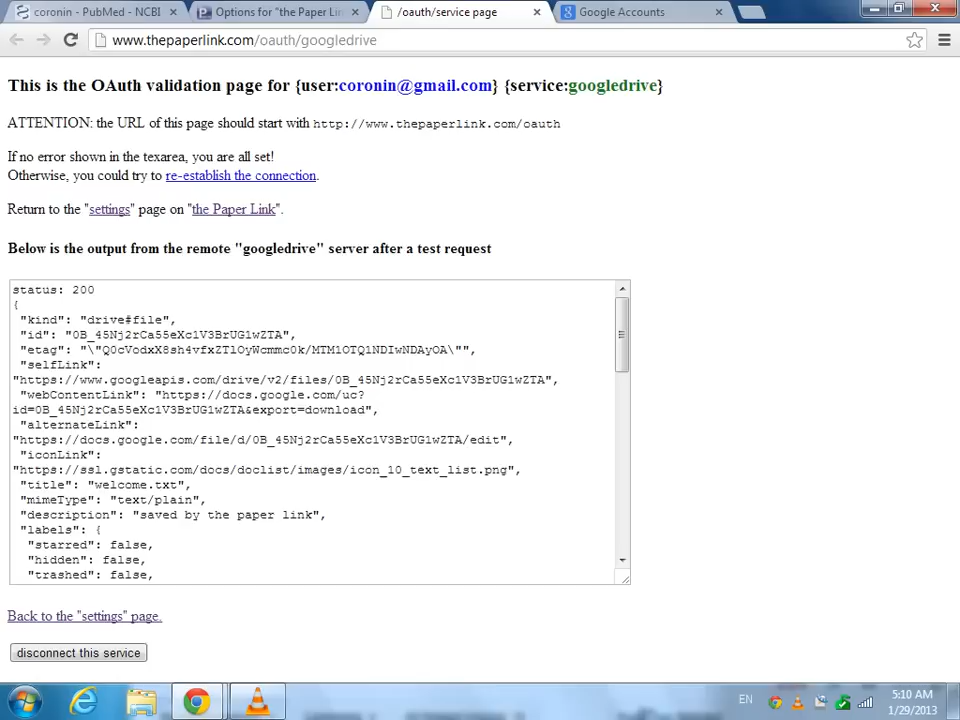 coronin - PubMed - NCBI
Options for "the Paper Lin
/oauth/service page
Google Accounts
www.thepaperlink.com/oauth/googledrive
This is the OAuth validation page for {user:coronin@gmail.com} {service:googledrive}
ATTENTION: the URL of this page should start with http://www.thepaperlink.com/oauth
If no error shown in the texarea, you are all set!
Otherwise, you could try to re-establish the connection.
Return to the "settings" page on "the Paper Link".
Below is the output from the remote "googledrive" server after a test request
status: 200
{
"kind": "drive#file",
"id": "0B_45Nj2rCa55eXc1V3BrUG1wZTA",
"etag": "\"Q0cVodxX8sh4vfxZTlOyWcmmc0k/MTM1OTQ1NDIwNDAyOA\"",
"selfLink":
"https://www.googleapis.com/drive/v2/files/0B_45Nj2rCa55eXc1V3BrUG1wZTA",
"webContentLink": "https://docs.google.com/uc?
id=0B_45Nj2rCa55eXc1V3BrUG1wZTA&export=download",
"alternateLink":
"https://docs.google.com/file/d/0B_45Nj2rCa55eXc1V3BrUG1wZTA/edit",
"iconLink":
"https://ssl.gstatic.com/docs/doclist/images/icon_10_text_list.png",
"title": "welcome.txt",
"mimeType": "text/plain",
"description": "saved by the paper link",
"labels": {
"starred": false,
"hidden": false,
"trashed": false,
Back to the "settings" page.
disconnect this service
EN
5:10 AM
1/29/2013